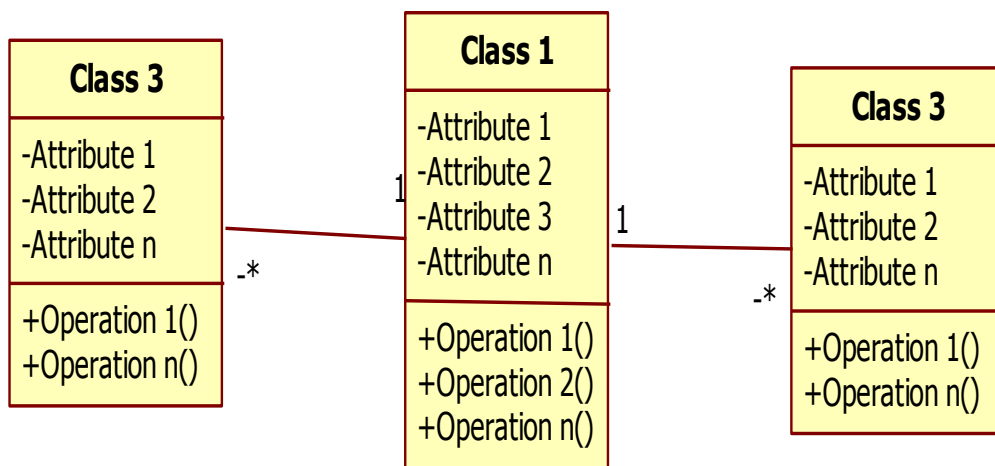 Class 3
-Attribute 1
-Attribute 2
-Attribute n
+Operation 1()
+Operation n()
-*
1
Class 1
-Attribute 1
-Attribute 2
-Attribute 3
-Attribute n
+Operation 1()
+Operation 2()
+Operation n()
1
-*
Class 3
-Attribute 1
-Attribute 2
-Attribute n
+Operation 1()
+Operation n()